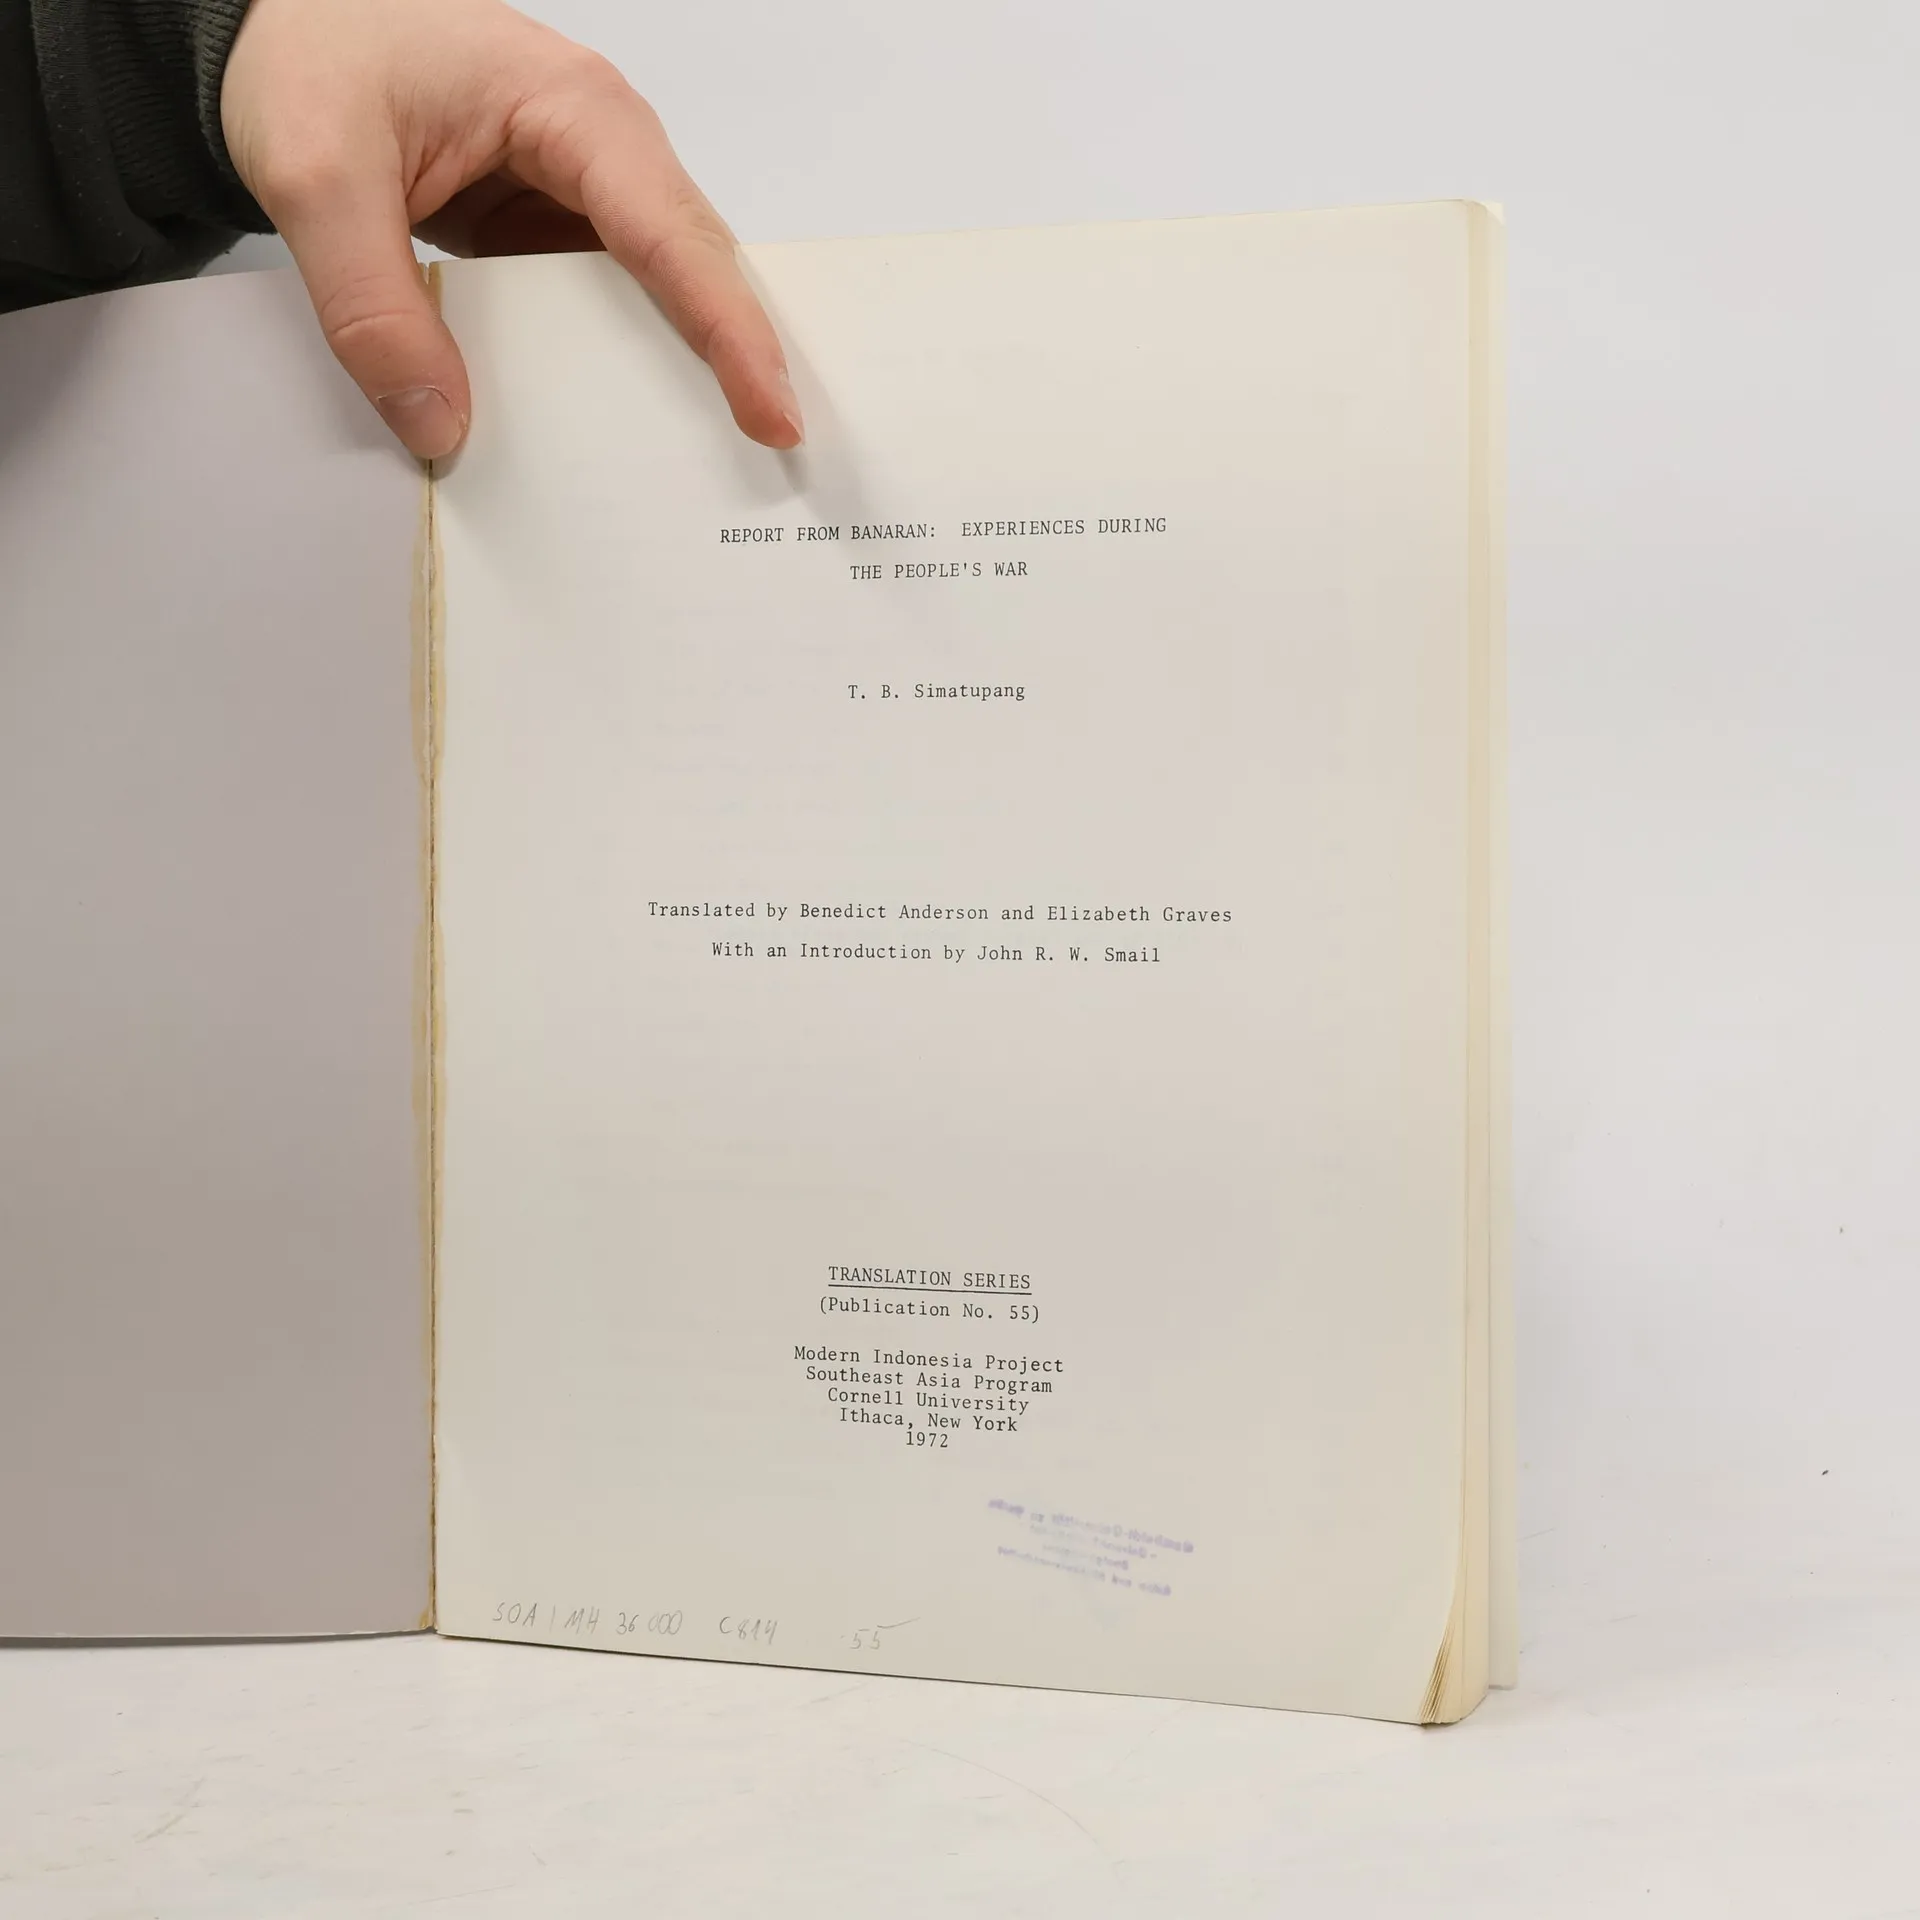 REPORT FROM BANARAN: EXPERIENCES DURING
THE PEOPLE'S WAR
T. B. Simatupang
Translated by Benedict Anderson and Elizabeth Graves
With an Introduction by John R. W. Smail
TRANSLATION SERIES
(Publication No. 55)
Modern Indonesia Project
Southeast Asia Program
Cornell University
Ithaca, New York
1972
SOA | MH 36 000 C814 55